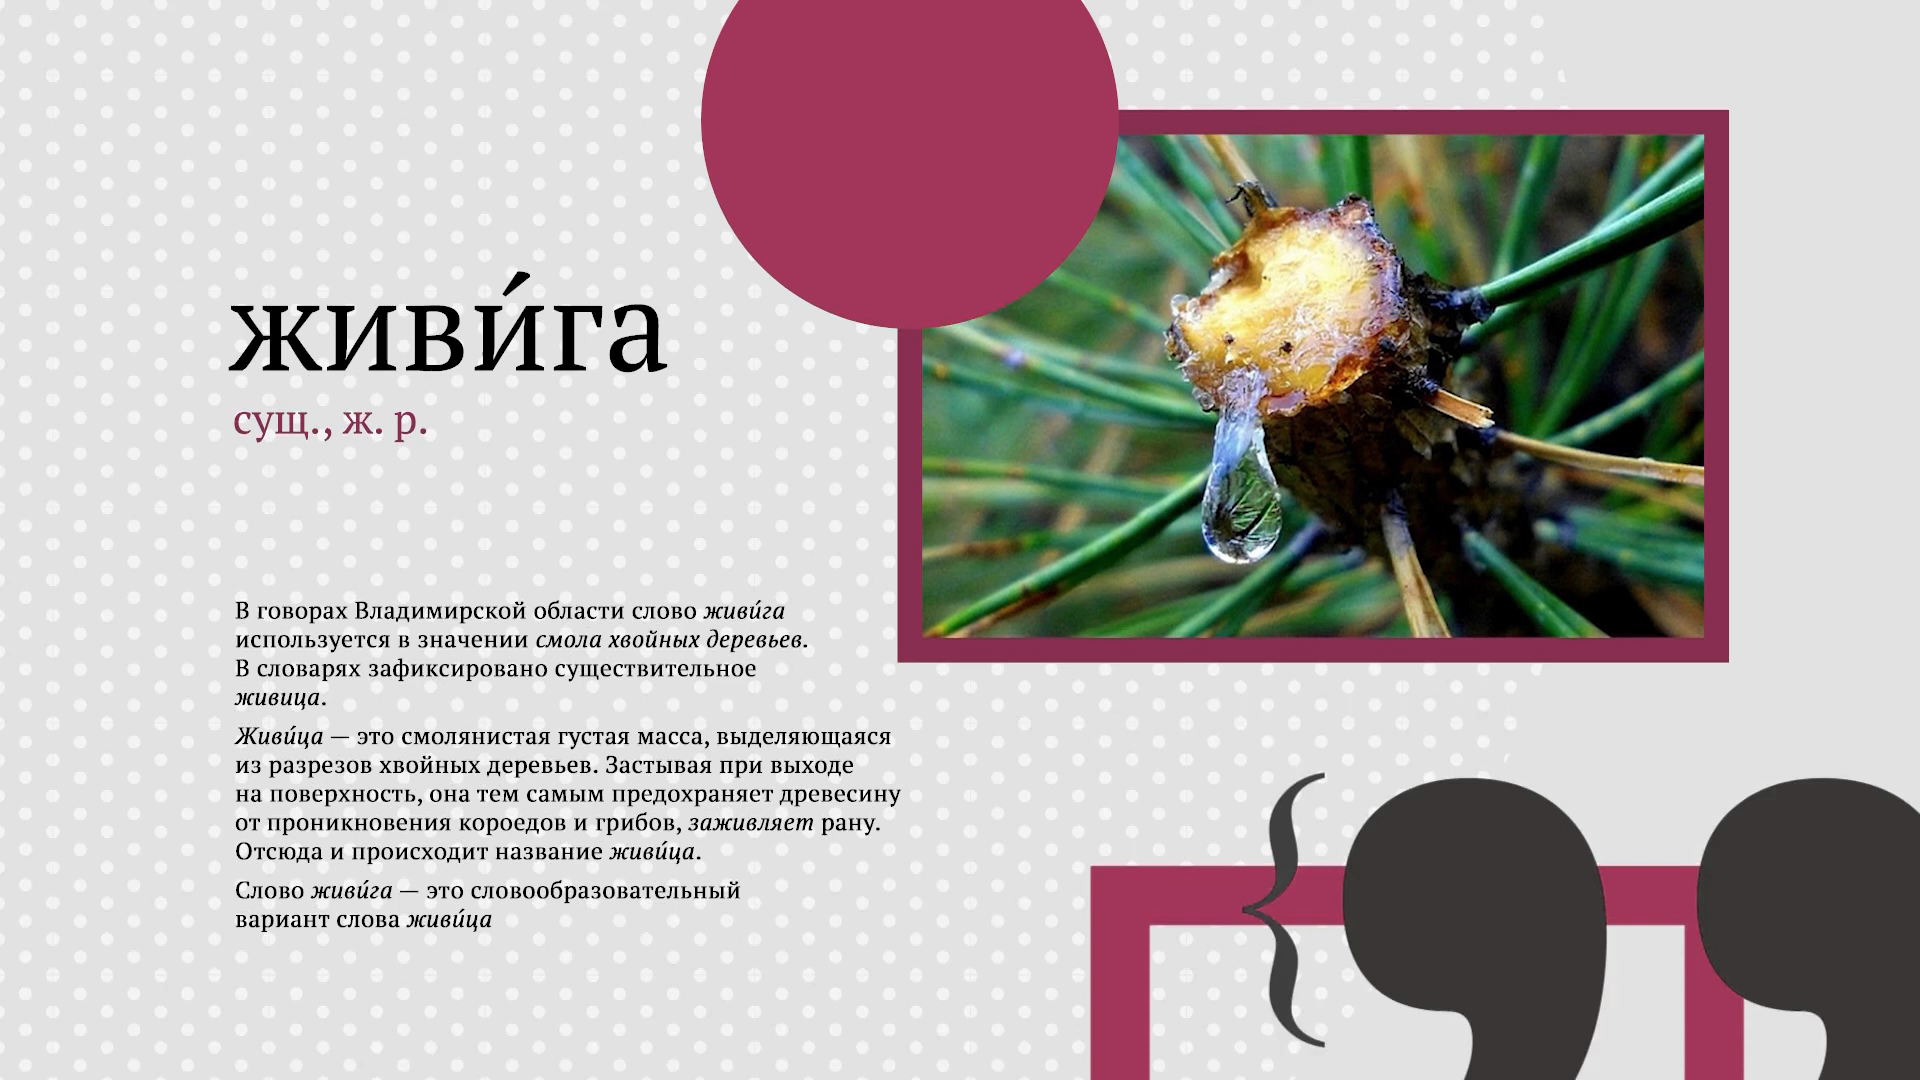 живи́га
сущ., ж. р.
В говорах Владимирской области слово живи́га
используется в значении смола хвойных деревьев.
В словарях зафиксировано существительное
живица.
Живи́ца — это смолянистая густая масса, выделяющаяся
из разрезов хвойных деревьев. Застывая при выходе
на поверхность, она тем самым предохраняет древесину
от проникновения короедов и грибов, заживляет рану.
Отсюда и происходит название живи́ца.
Слово живи́га — это словообразовательный
вариант слова живи́ца